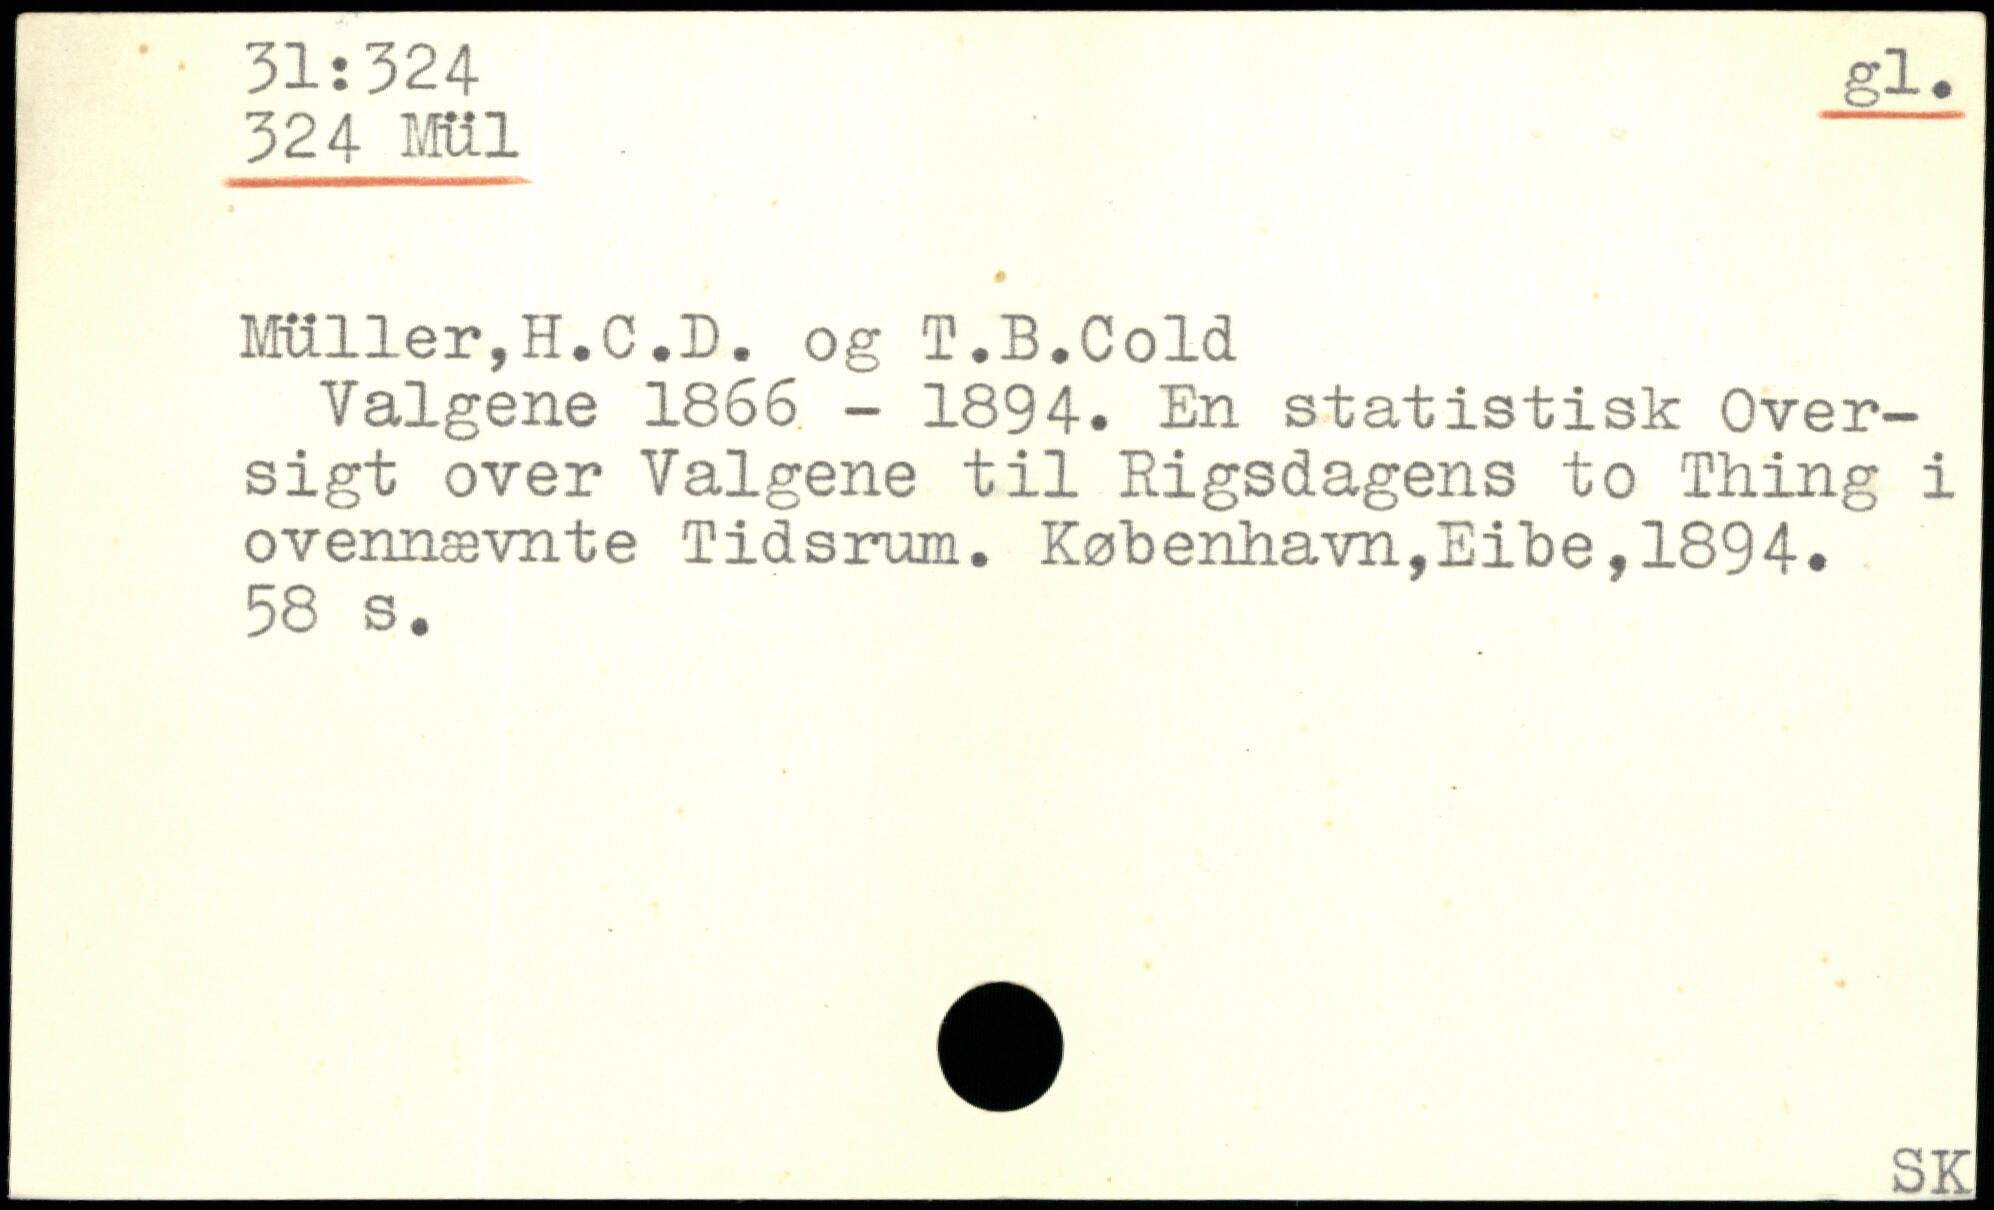 31:324
gl.
324 Mül
Müller,H.C.D. og T.B.Cold
Valgene 1866 - 1894. En statistisk Over-
sigt over Valgene til Rigsdagens to Thing i
ovennævnte Tidsrum. København,Eibe,1894.
58 s.
SK